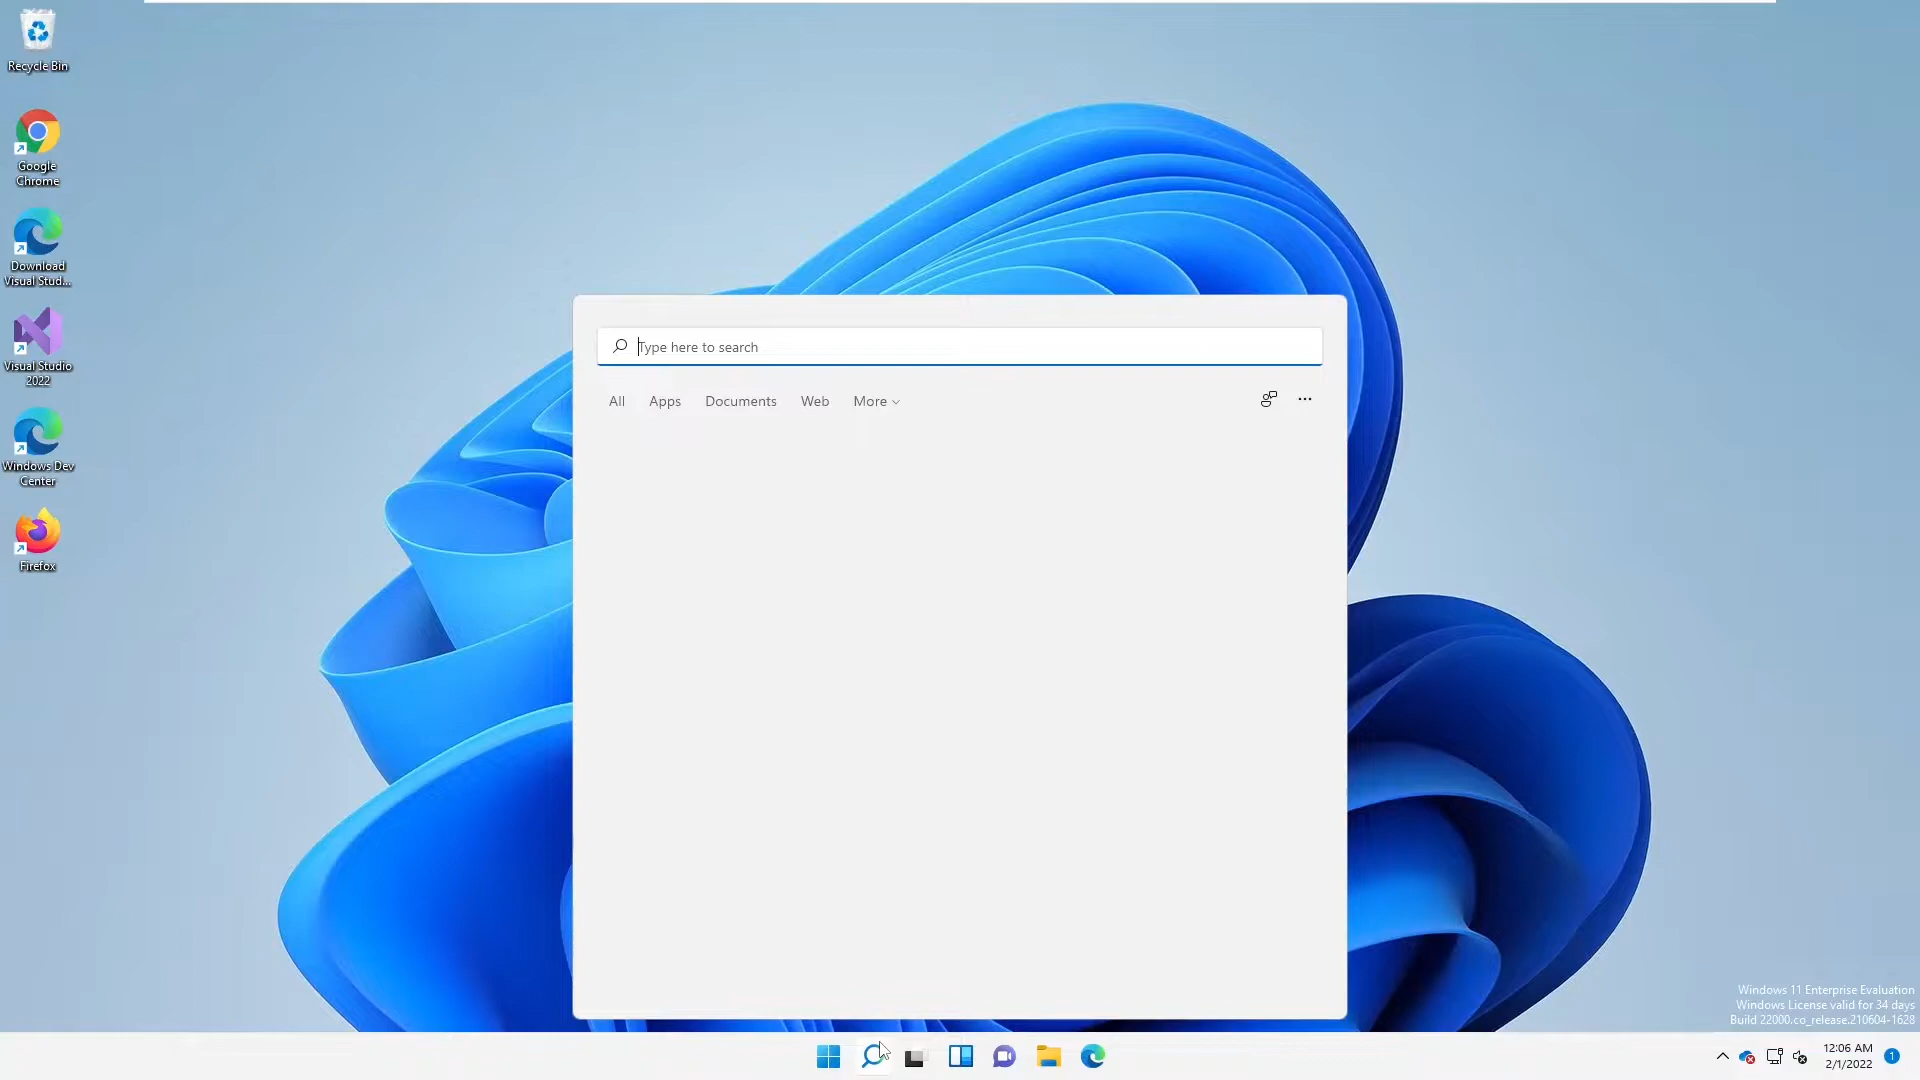 Recycle Bin
Google
Chrome
Download
Visual Stud...
Visual Studio
2022
Windows Dev
Center
Firefox
Type here to search
All Apps Documents Web More
Windows 11 Enterprise Evaluation
Windows License valid for 34 days
Build 22000.co_release.210604-1628
12:06 AM
2/1/2022
1